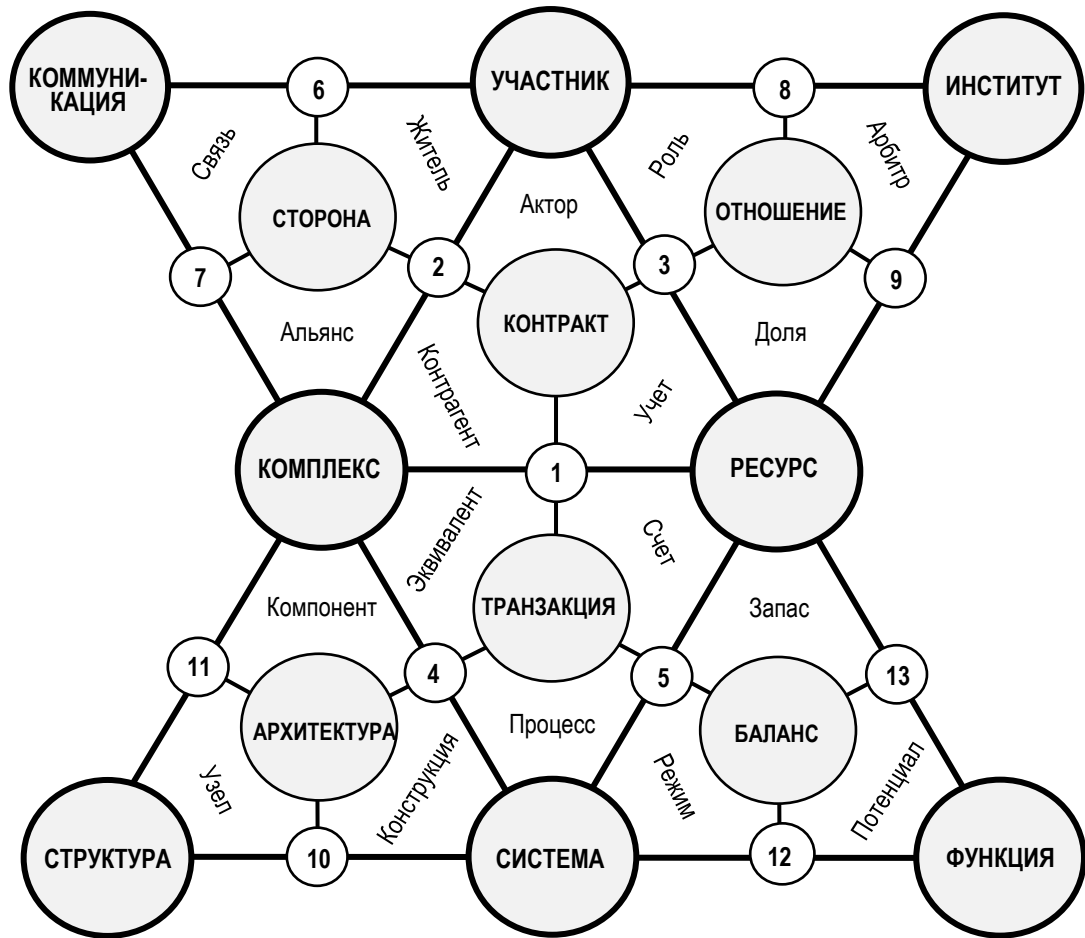 КОММУНИ-
КАЦИЯ
6
УЧАСТНИК
8
ИНСТИТУТ
Связь
Житель
Роль
Арбитр
СТОРОНА
Актор
ОТНОШЕНИЕ
7
2
3
9
Альянс
КОНТРАКТ
Доля
Контрагент
Учет
КОМПЛЕКС
1
РЕСУРС
Эквивалент
Счет
Компонент
ТРАНЗАКЦИЯ
Запас
11
4
5
13
АРХИТЕКТУРА
Процесс
БАЛАНС
Узел
Конструкция
Режим
Потенциал
СТРУКТУРА
10
СИСТЕМА
12
ФУНКЦИЯ